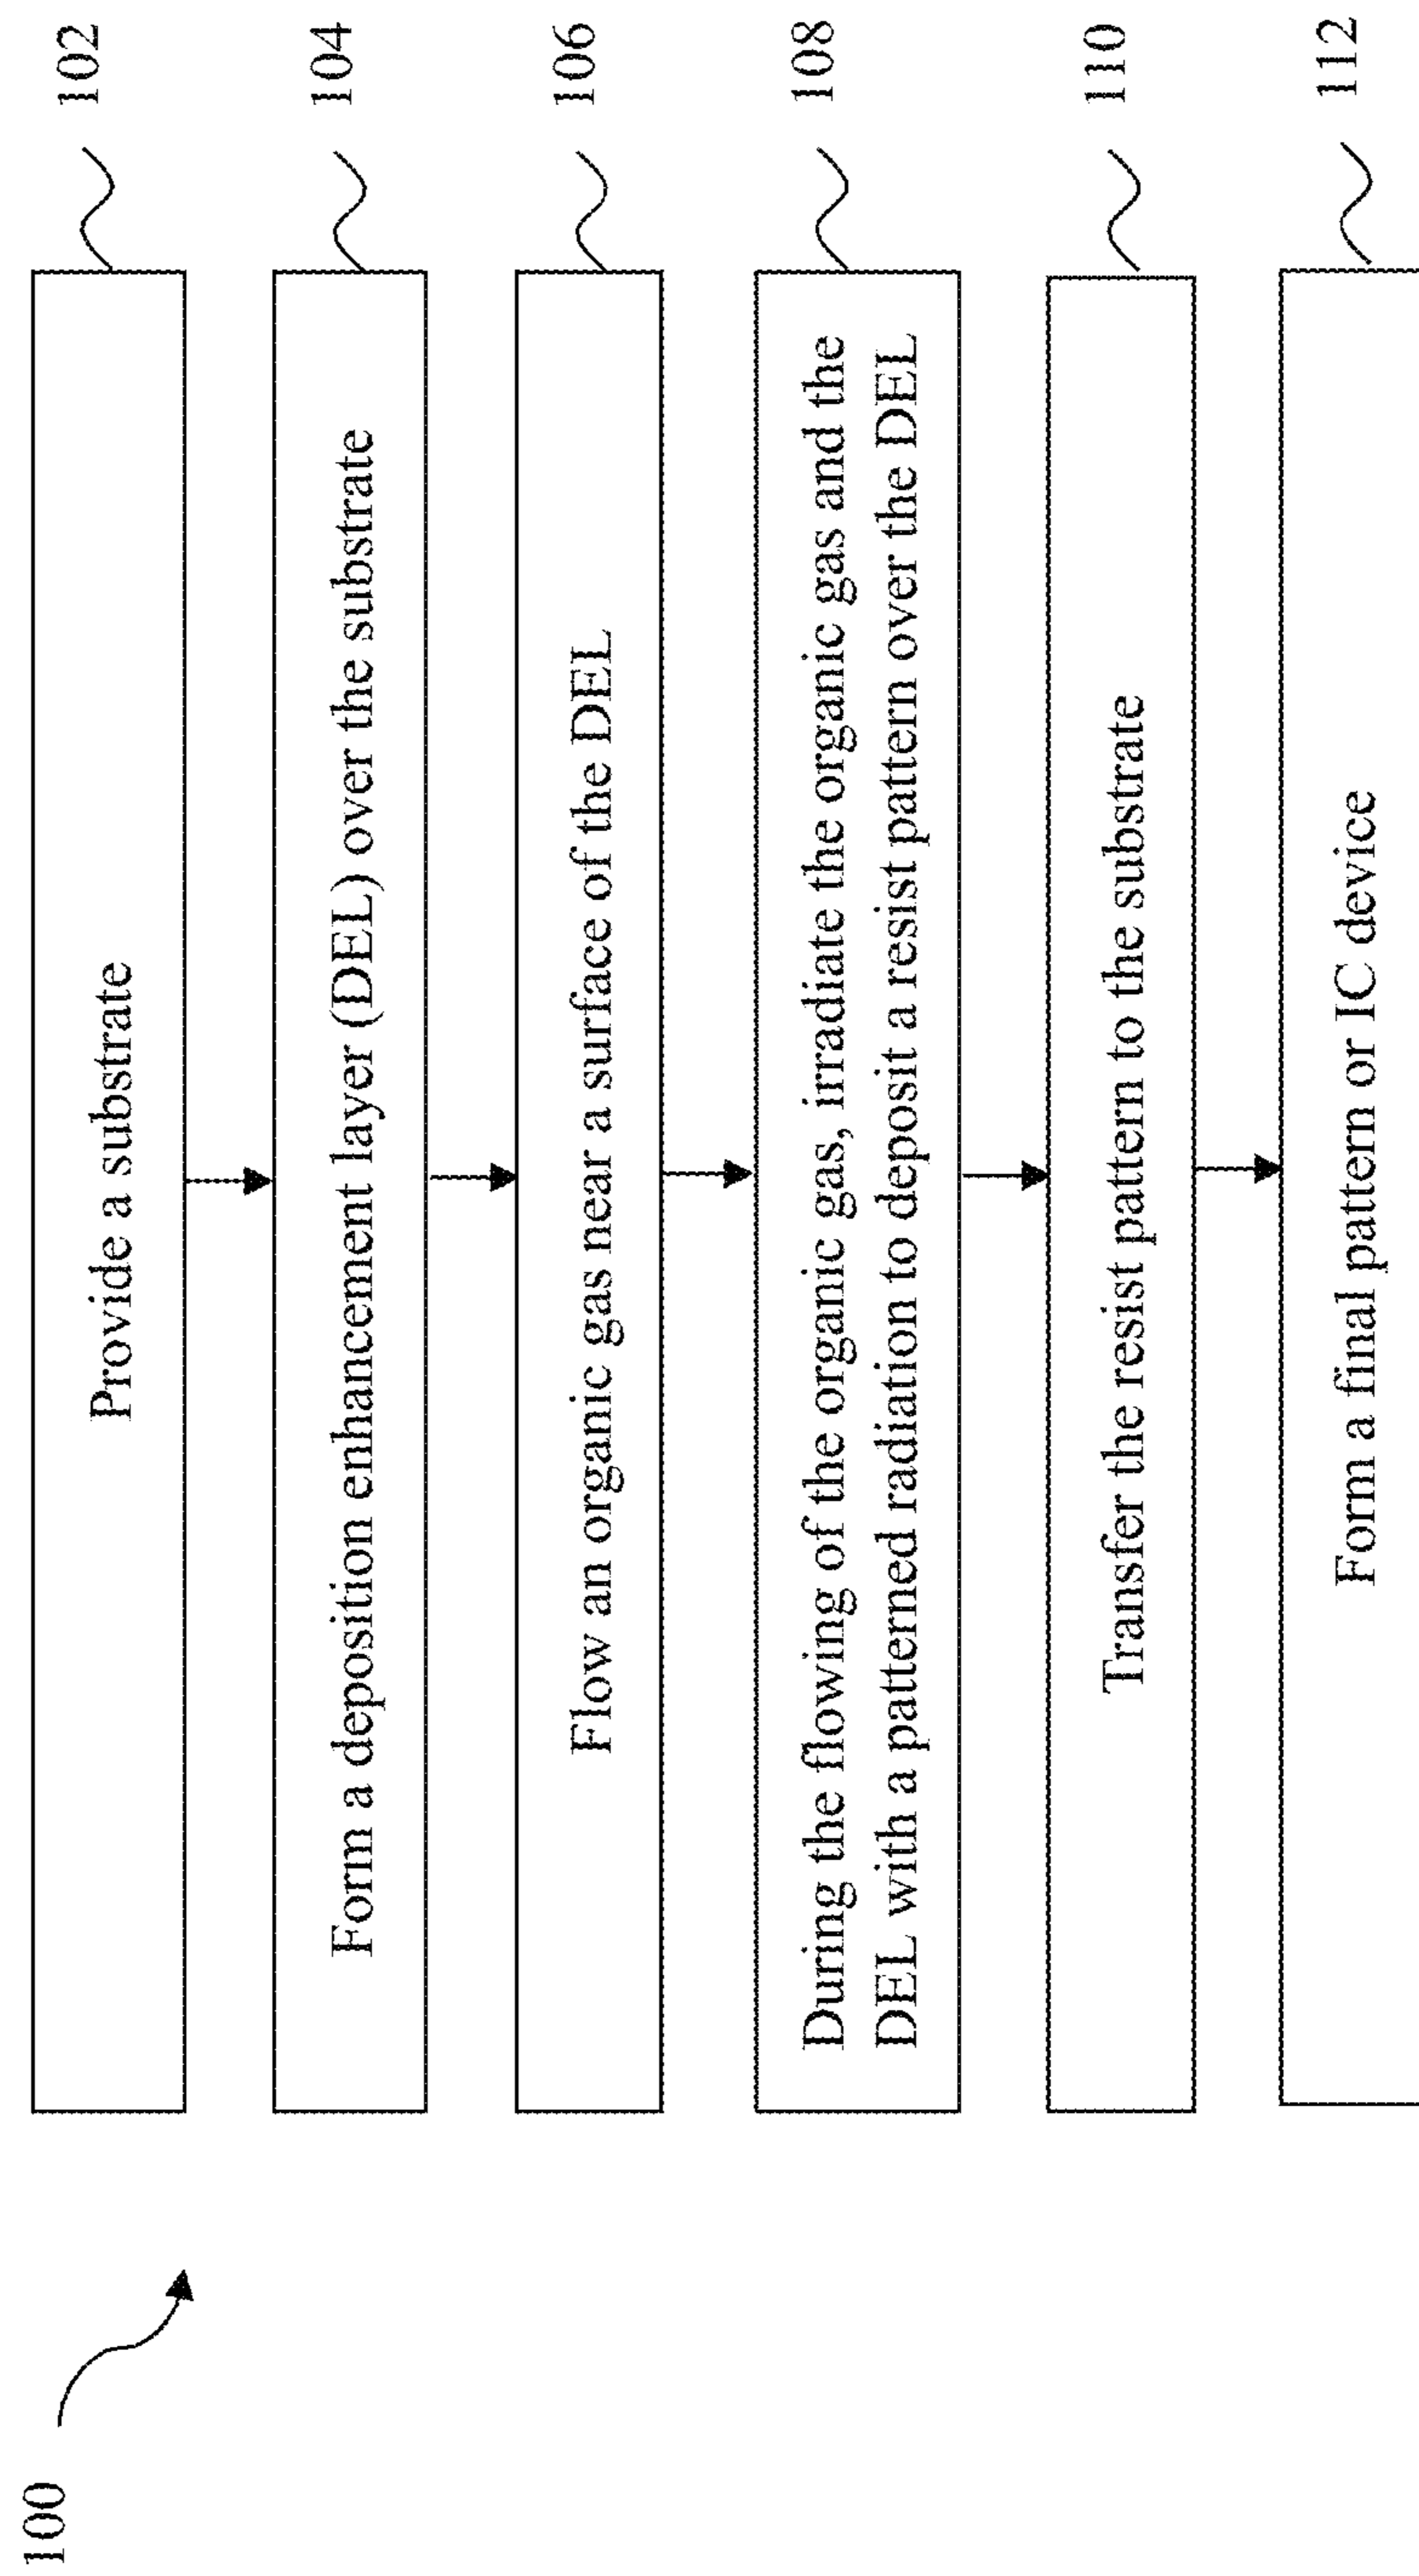 100
Provide a substrate
102
Form a deposition enhancement layer (DEL) over the substrate
104
Flow an organic gas near a surface of the DEL
106
During the flowing of the organic gas, irradiate the organic gas and the
DEL with a patterned radiation to deposit a resist pattern over the DEL
108
Transfer the resist pattern to the substrate
110
Form a final pattern or IC device
112